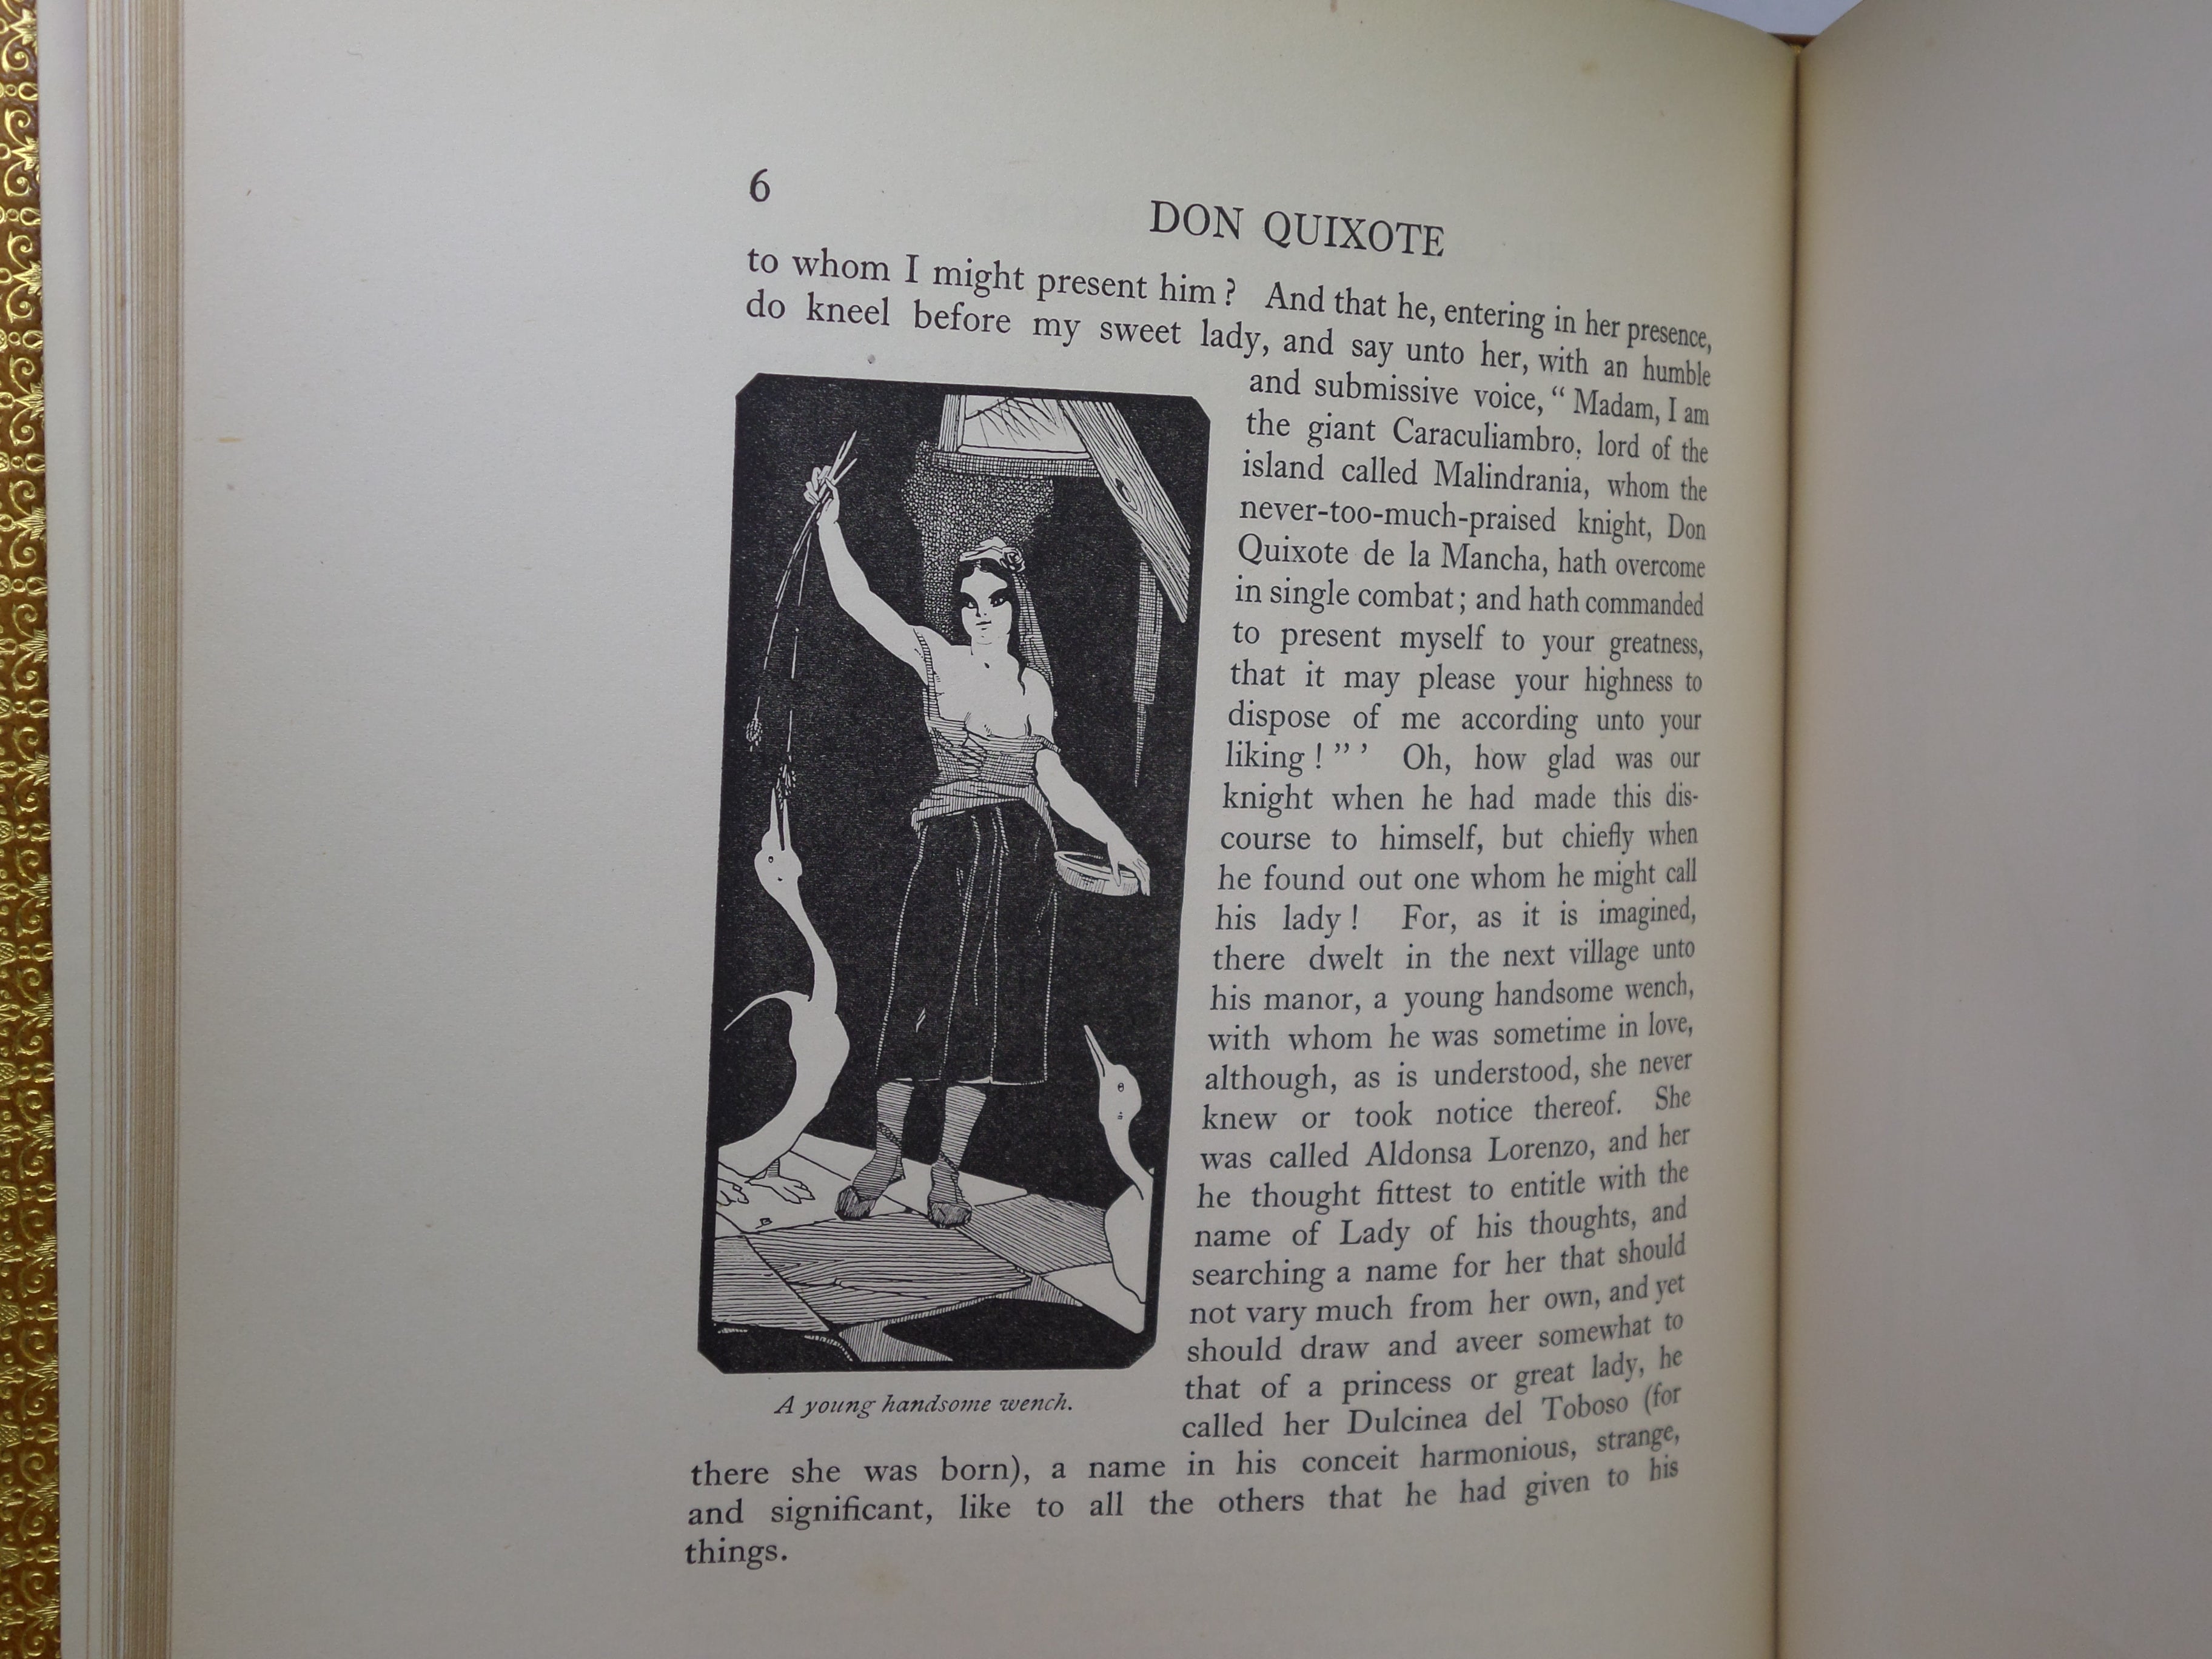 6
DON QUIXOTE
to whom I might present him? And that he, entering in her presence,
do kneel before my sweet lady, and say unto her, with an humble
and submissive voice, “Madam, I am
the giant Caraculiambro, lord of the
island called Malindrania, whom the
never-too-much-praised knight, Don
Quixote de la Mancha, hath overcome
in single combat; and hath commanded
to present myself to your greatness,
that it may please your highness to
dispose of me according unto your
liking!”’ Oh, how glad was our
knight when he had made this dis-
course to himself, but chiefly when
he found out one whom he might call
his lady! For, as it is imagined,
there dwelt in the next village unto
his manor, a young handsome wench,
with whom he was sometime in love,
although, as is understood, she never
knew or took notice thereof. She
was called Aldonsa Lorenzo, and her
he thought fittest to entitle with the
name of Lady of his thoughts, and
searching a name for her that should
not vary much from her own, and yet
should draw and aveer somewhat to
that of a princess or great lady, he
called her Dulcinea del Toboso (for
A young handsome wench.
there she was born), a name in his conceit harmonious, strange,
and significant, like to all the others that he had given to his
things.